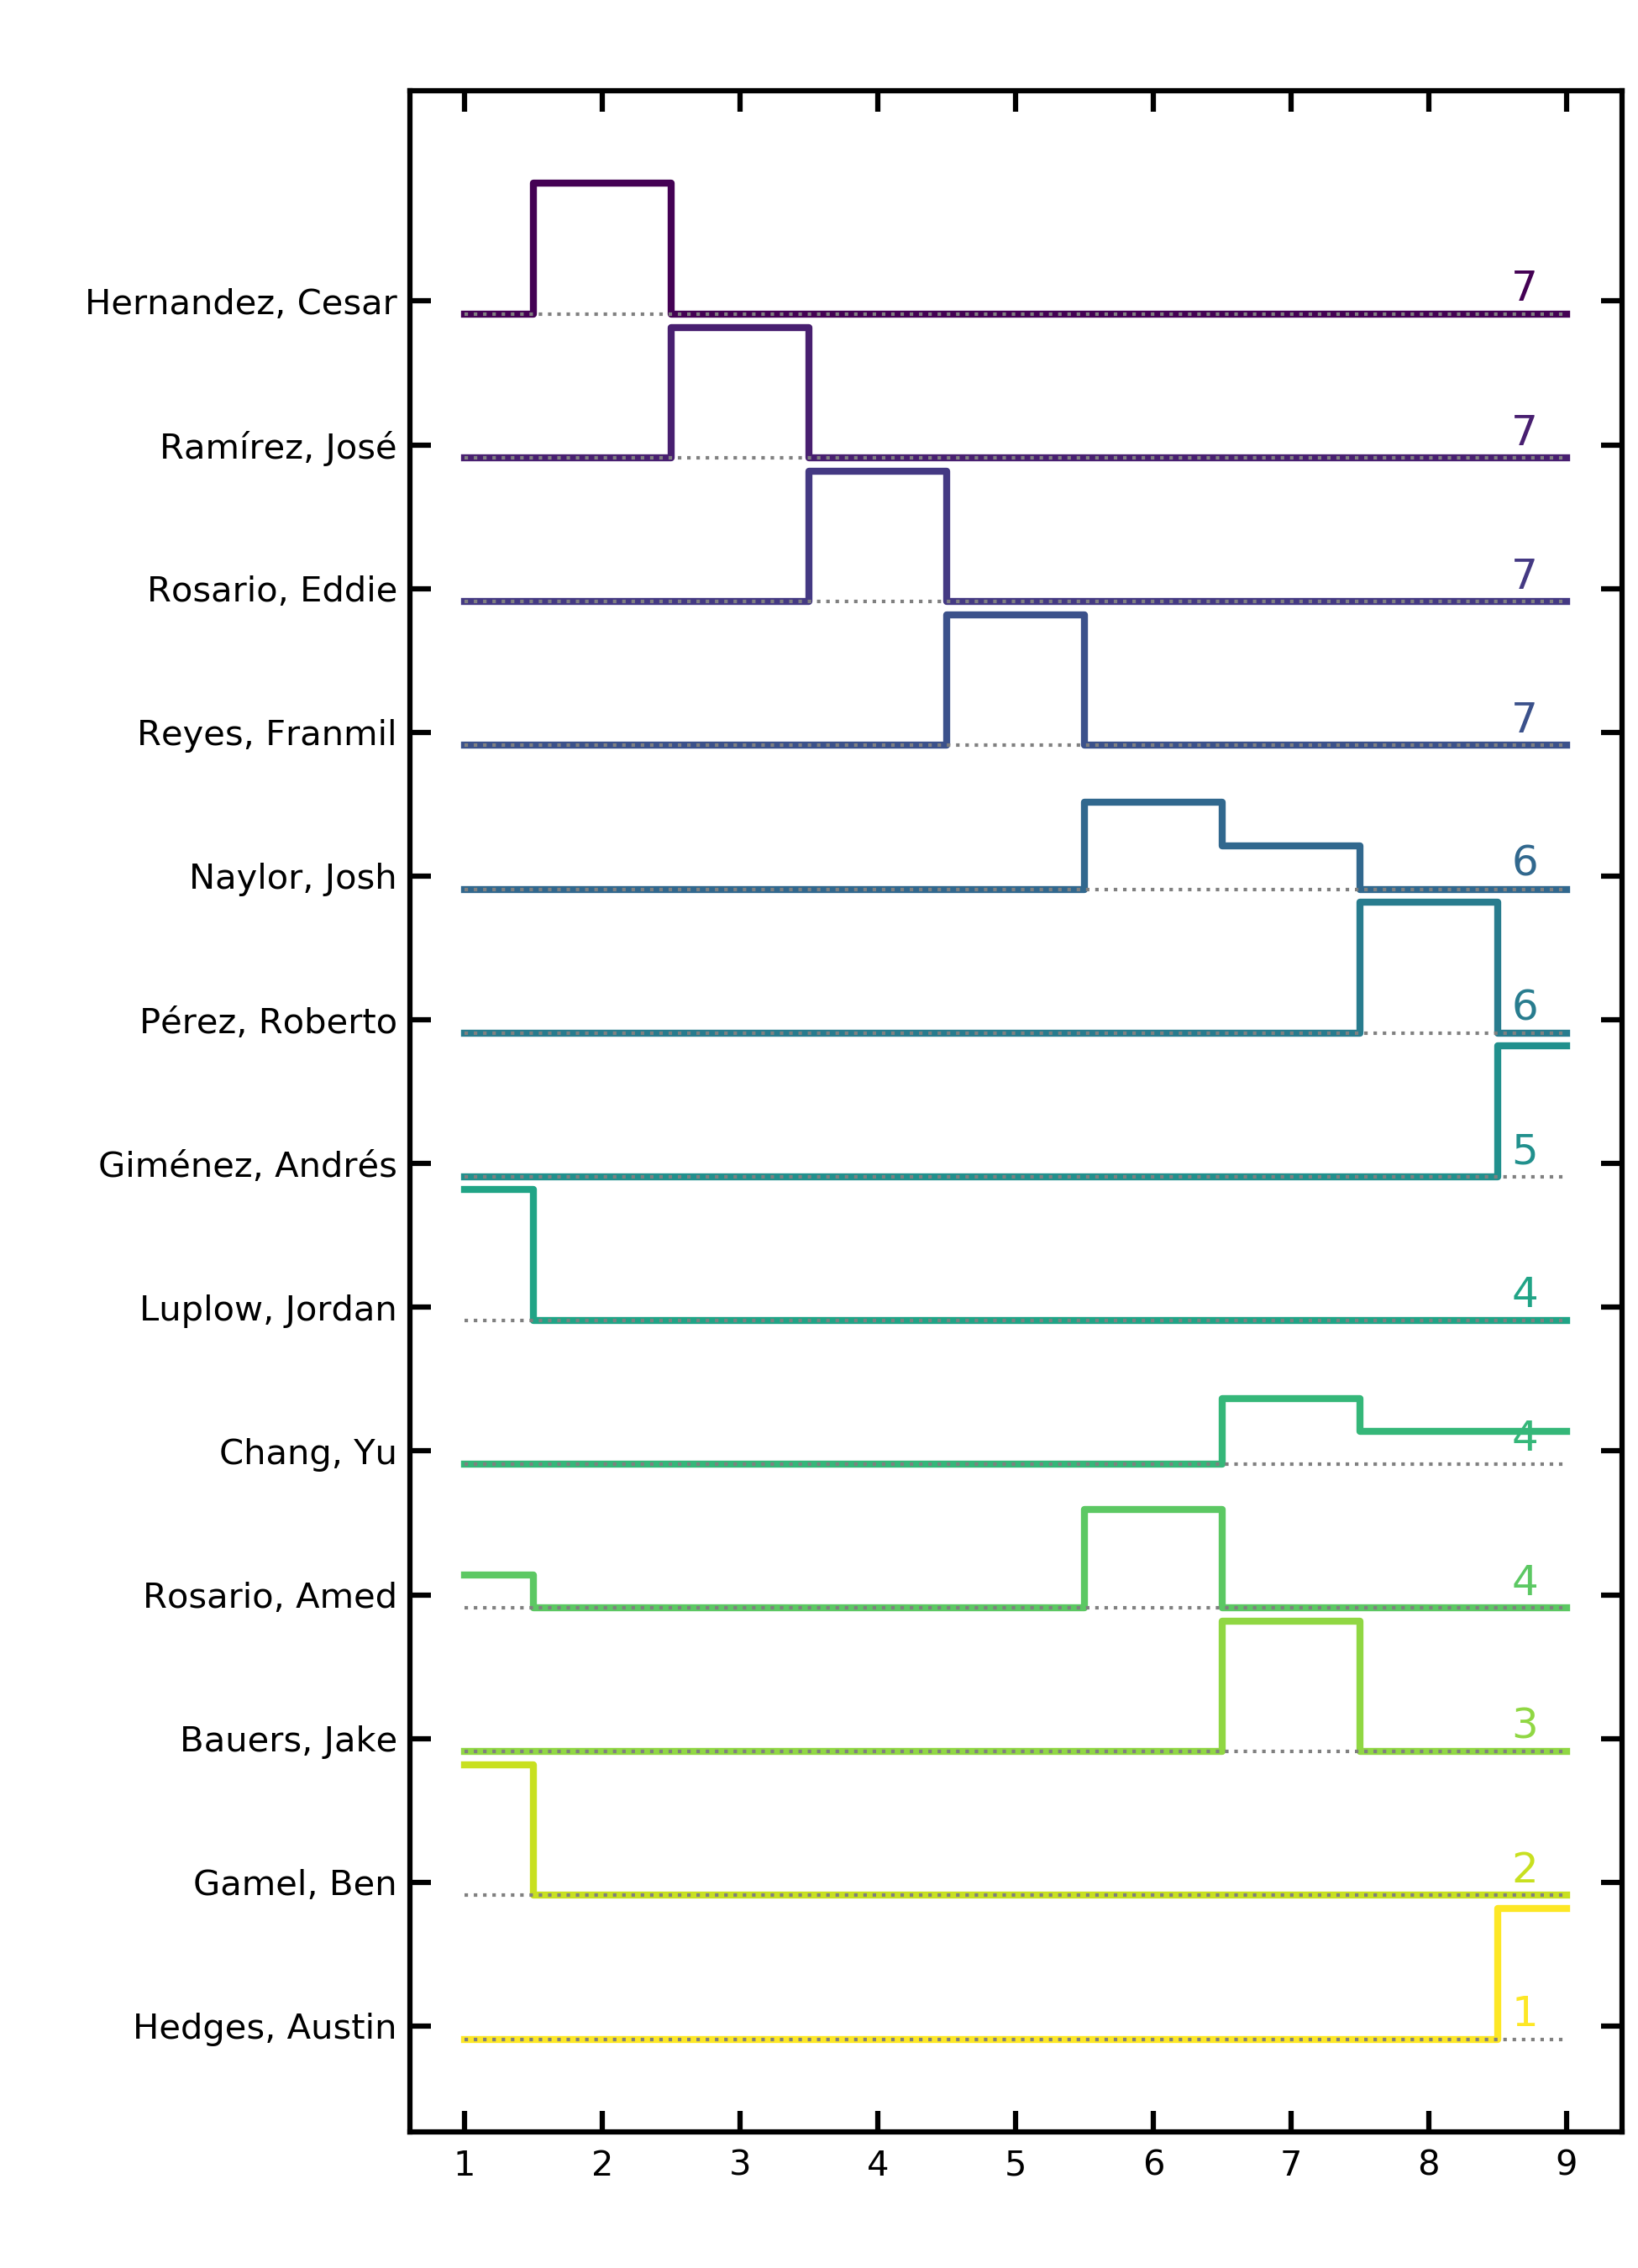 Hernandez, Cesar 7
Ramírez, José 7
Rosario, Eddie 7
Reyes, Franmil 7
Naylor, Josh 6
Pérez, Roberto 6
Giménez, Andrés 5
Luplow, Jordan 4
Chang, Yu 4
Rosario, Amed 4
Bauers, Jake 3
Gamel, Ben 2
Hedges, Austin 1
1 2 3 4 5 6 7 8 9